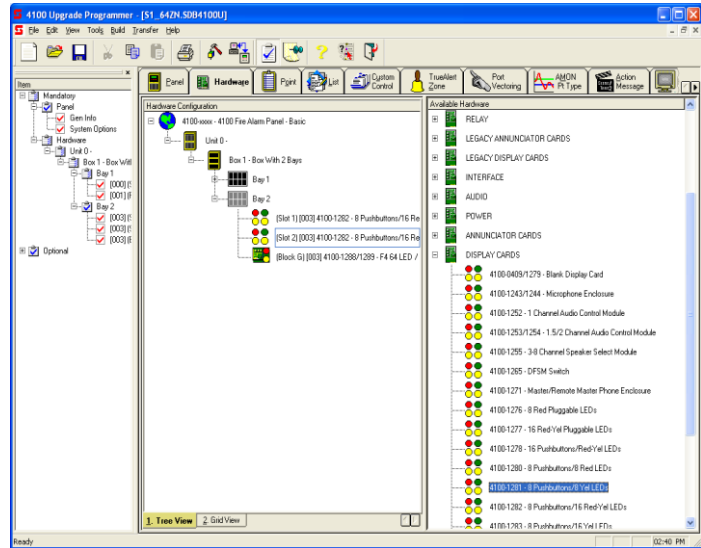 4100 Upgrade Programmer - [S1_64ZN.SDB4100U]
File Edit View Tools Build Transfer Help
Item
Mandatory
Panel
Gen Info
System Options
Hardware
Unit 0 -
Box 1 - Box With
Bay 1
[000] (
[001] (
Bay 2
[003] (
[003] (
[003] (
Optional
Panel Hardware Point List Custom Control TrueAlert Zone Port Vectoring AMON Pt Type Action Message
Hardware Configuration
4100-xxxx - 4100 Fire Alarm Panel - Basic
Unit 0 -
Box 1 - Box With 2 Bays
Bay 1
Bay 2
(Slot 1) [003] 4100-1282 - 8 Pushbuttons/16 Re
(Slot 2) [003] 4100-1282 - 8 Pushbuttons/16 Re
(Block G) [003] 4100-1288/1289 - F4 64 LED /
1. Tree View 2 Grid View
Available Hardware
RELAY
LEGACY ANNUNCIATOR CARDS
LEGACY DISPLAY CARDS
INTERFACE
AUDIO
POWER
ANNUNCIATOR CARDS
DISPLAY CARDS
4100-0409/1279 - Blank Display Card
4100-1243/1244 - Microphone Enclosure
4100-1252 - 1 Channel Audio Control Module
4100-1253/1254 - 1.5/2 Channel Audio Control Module
4100-1255 - 3-8 Channel Speaker Select Module
4100-1265 - DFSM Switch
4100-1271 - Master/Remote Master Phone Enclosure
4100-1276 - 8 Red Pluggable LEDs
4100-1277 - 16 Red-Yel Pluggable LEDs
4100-1278 - 16 Pushbuttons/Red-Yel LEDs
4100-1280 - 8 Pushbuttons/8 Red LEDs
4100-1281 - 8 Pushbuttons/8 Yel LEDs
4100-1282 - 8 Pushbuttons/16 Red-Yel LEDs
4100-1283 - 8 Pushbuttons/16 Yel LEDs
Ready
02:40 PM